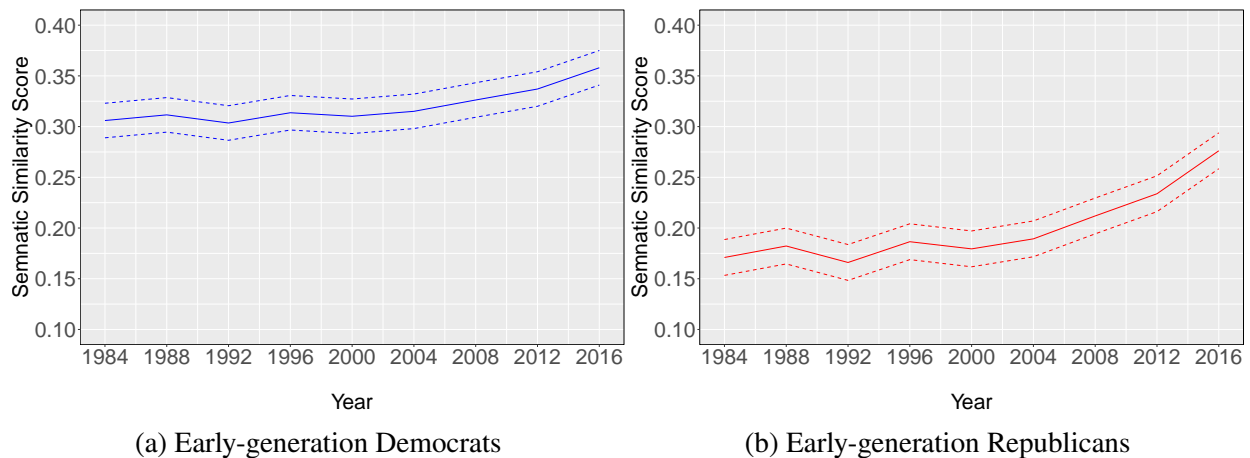 Semnatic Similarity Score
0.40
0.35
0.30
0.25
0.20
0.15
0.10
1984 1988 1992 1996 2000 2004 2008 2012 2016
Year
(a) Early-generation Democrats
Semnatic Similarity Score
0.40
0.35
0.30
0.25
0.20
0.15
0.10
1984 1988 1992 1996 2000 2004 2008 2012 2016
Year
(b) Early-generation Republicans